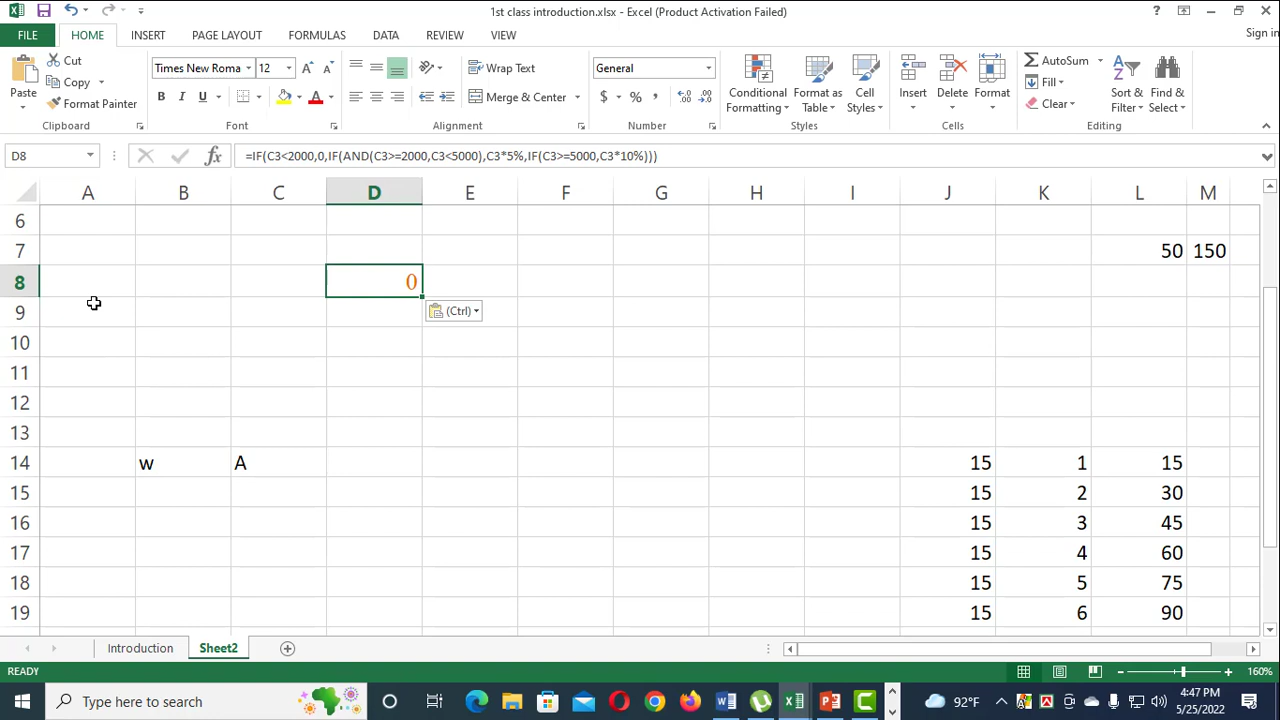 1st class introduction.xlsx - Excel (Product Activation Failed)
FILE HOME INSERT PAGE LAYOUT FORMULAS DATA REVIEW VIEW Sign in
Paste
Cut
Copy
Format Painter
Clipboard
Times New Roma 12
B I U
Font
Wrap Text
Merge & Center
Alignment
General
$ % ,
Number
Conditional Formatting
Format as Table
Cell Styles
Styles
Insert
Delete
Format
Cells
AutoSum
Fill
Clear
Sort & Filter
Find & Select
Editing
D8 fx =IF(C3<2000,0,IF(AND(C3>=2000,C3<5000),C3*5%,IF(C3>=5000,C3*10%)))
A B C D E F G H I J K L M
6
7 50 150
8 0
9 (Ctrl)
10
11
12
13
14 w A 15 1 15
15 15 2 30
16 15 3 45
17 15 4 60
18 15 5 75
19 15 6 90
Introduction Sheet2
READY 160%
Type here to search 92°F 4:47 PM
5/25/2022